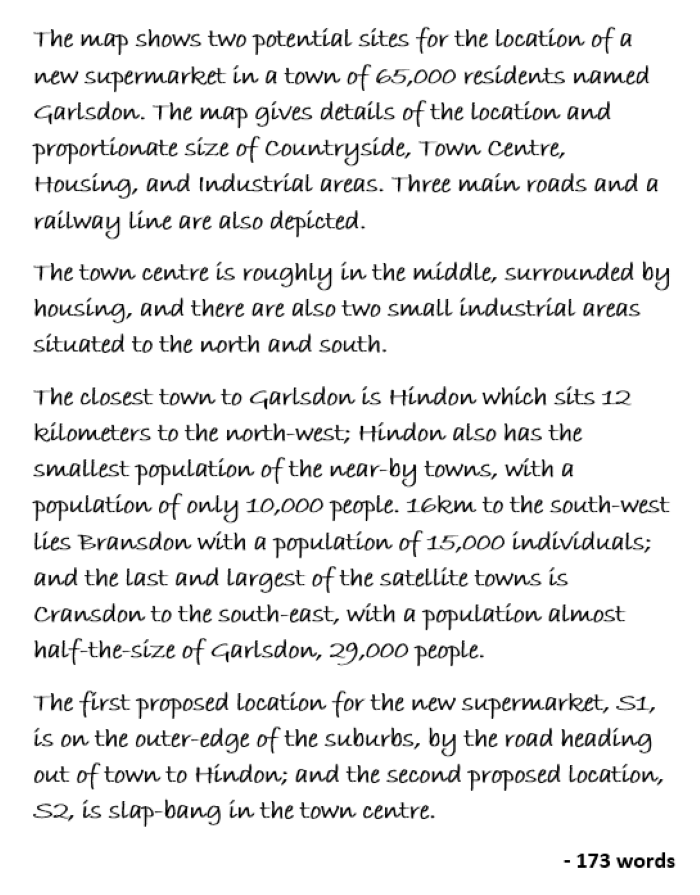 The map shows two potential sites for the location of a
new supermarket in a town of 65,000 residents named
Garlsdon. The map gives details of the location and
proportionate size of Countryside, Town Centre,
Housing, and Industrial areas. Three main roads and a
railway line are also depicted.
The town centre is roughly in the middle, surrounded by
housing, and there are also two small industrial areas
situated to the north and south.
The closest town to Garlsdon is Hindon which sits 12
kilometers to the north-west; Hindon also has the
smallest population of the near-by towns, with a
population of only 10,000 people. 16km to the south-west
lies Bransdon with a population of 15,000 individuals;
and the last and largest of the satellite towns is
Cransdon to the south-east, with a population almost
half-the-size of Garlsdon, 29,000 people.
The first proposed location for the new supermarket, S1,
is on the outer-edge of the suburbs, by the road heading
out of town to Hindon; and the second proposed location,
S2, is slap-bang in the town centre.
- 173 words